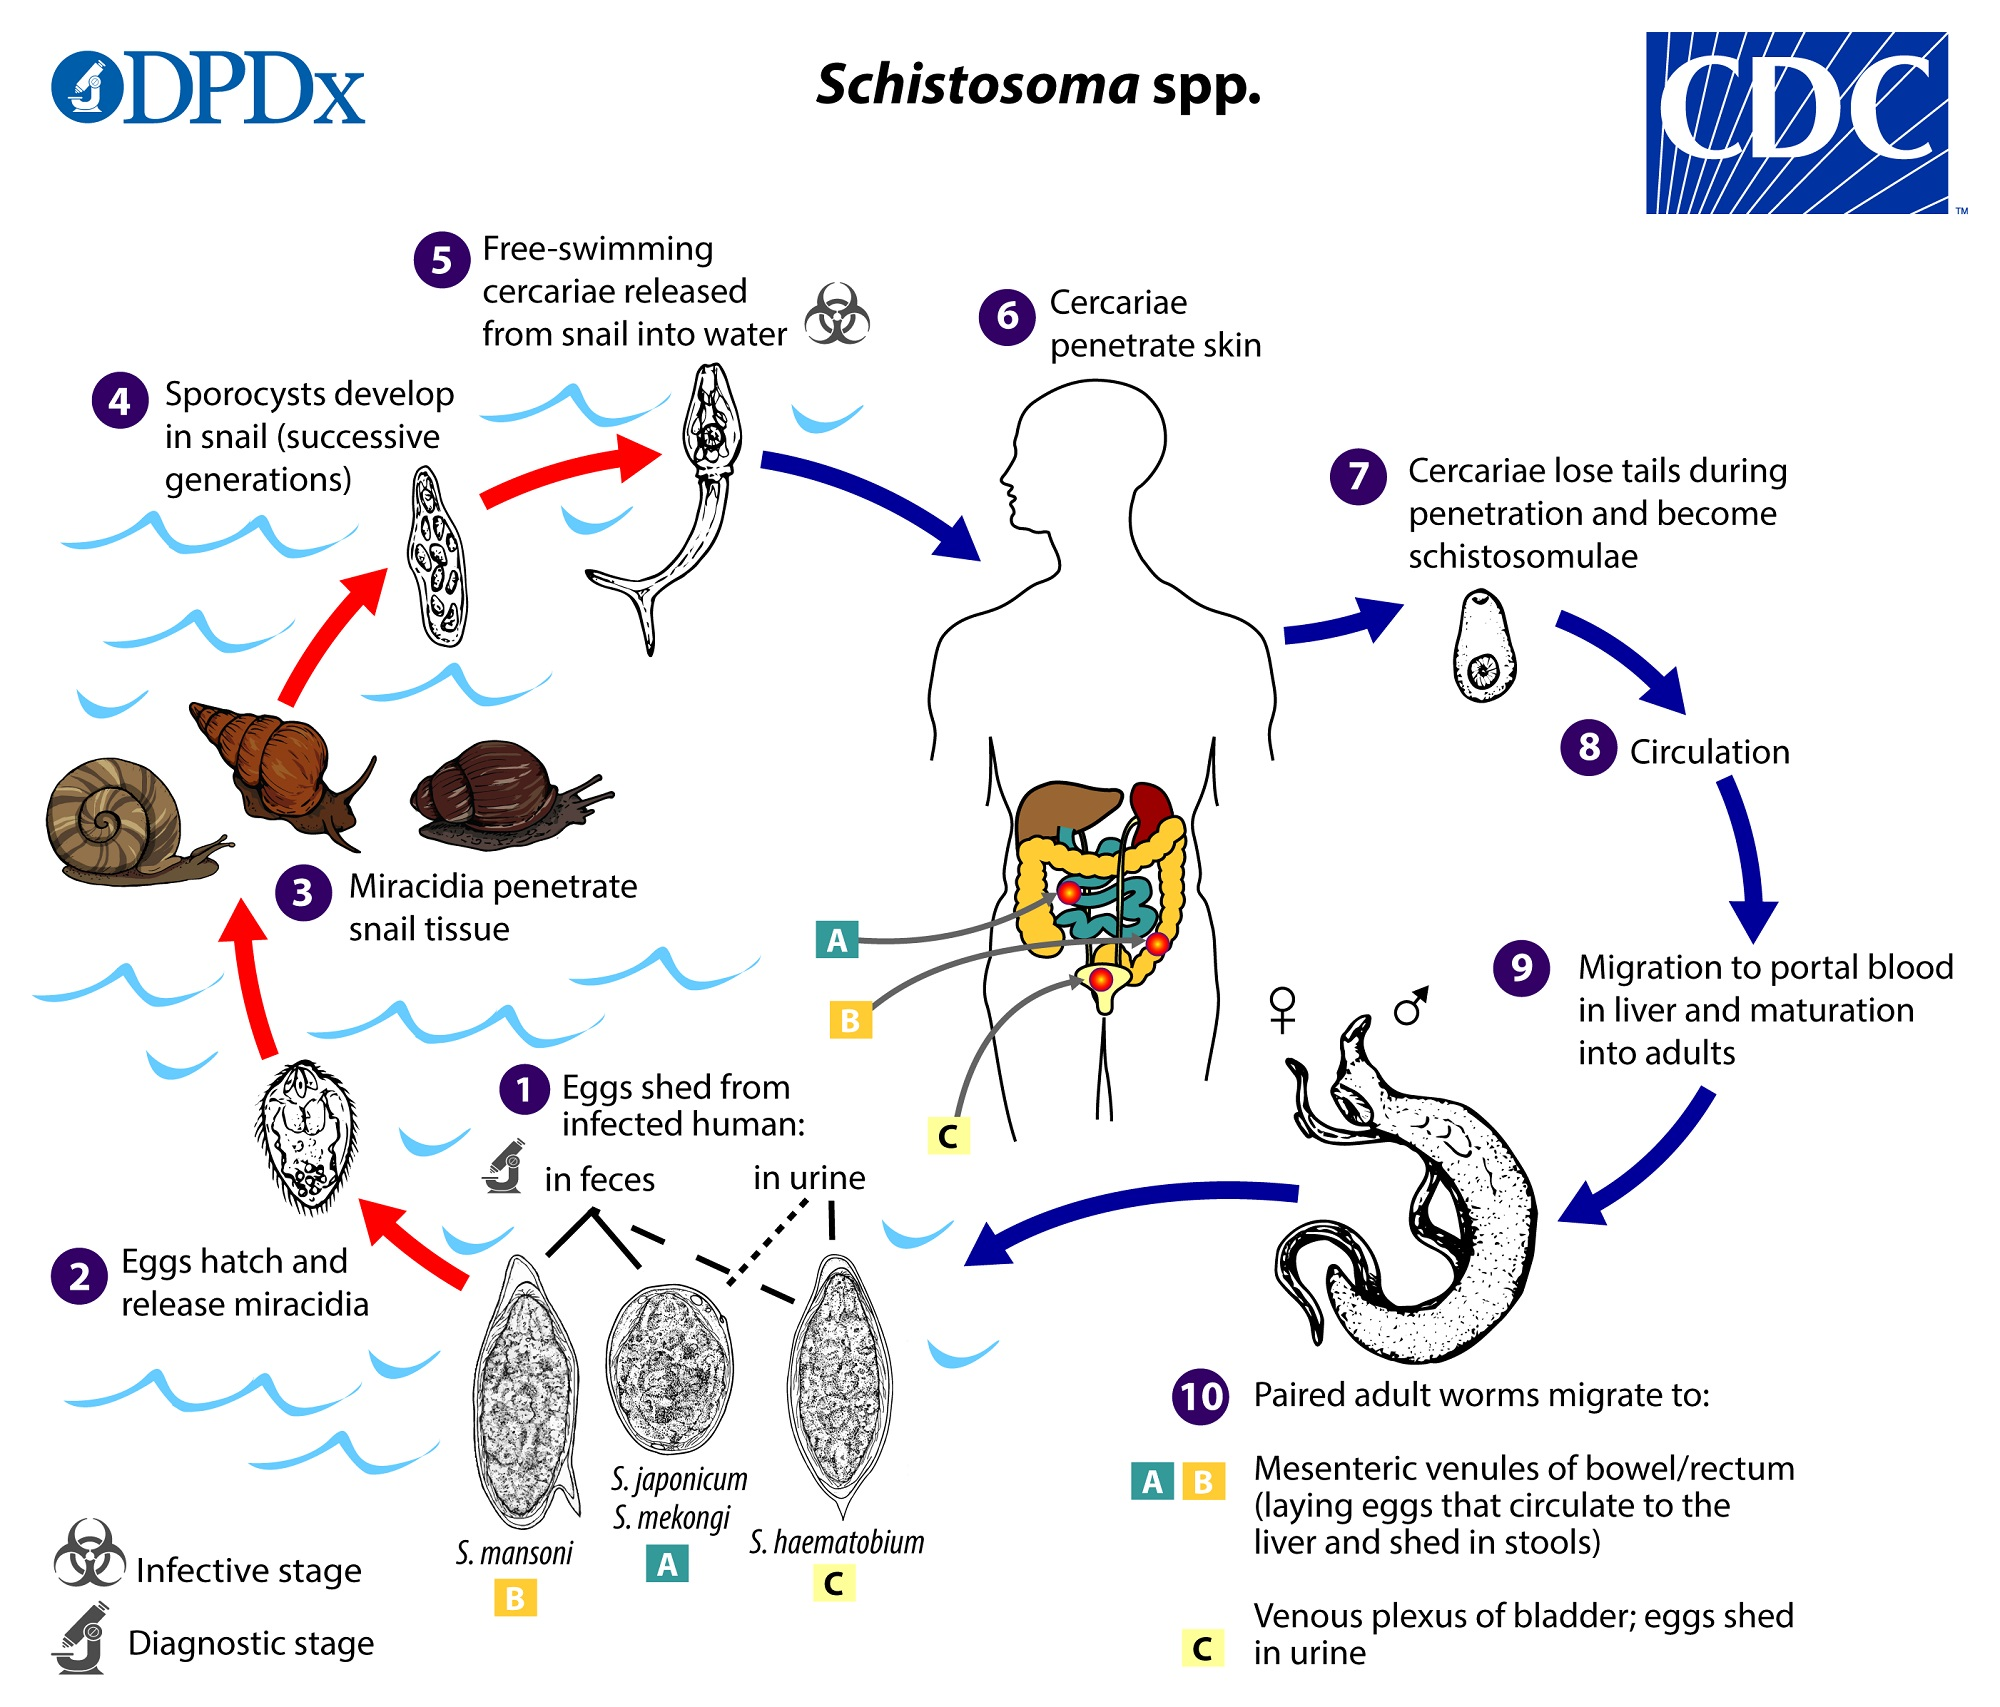 DPDx
Schistosoma spp.
CDC
TM
5
Free-swimming
cercariae released
from snail into water
6
Cercariae
penetrate skin
4
Sporocysts develop
in snail (successive
generations)
7
Cercariae lose tails during
penetration and become
schistosomulae
8
Circulation
3
Miracidia penetrate
snail tissue
A
B
C
9
Migration to portal blood
in liver and maturation
into adults
♀
♂
1
Eggs shed from
infected human:
in feces
in urine
2
Eggs hatch and
release miracidia
S. mansoni
B
S. japonicum
S. mekongi
A
S. haematobium
C
10
Paired adult worms migrate to:
A B
Mesenteric venules of bowel/rectum
(laying eggs that circulate to the
liver and shed in stools)
C
Venous plexus of bladder; eggs shed
in urine
Infective stage
Diagnostic stage